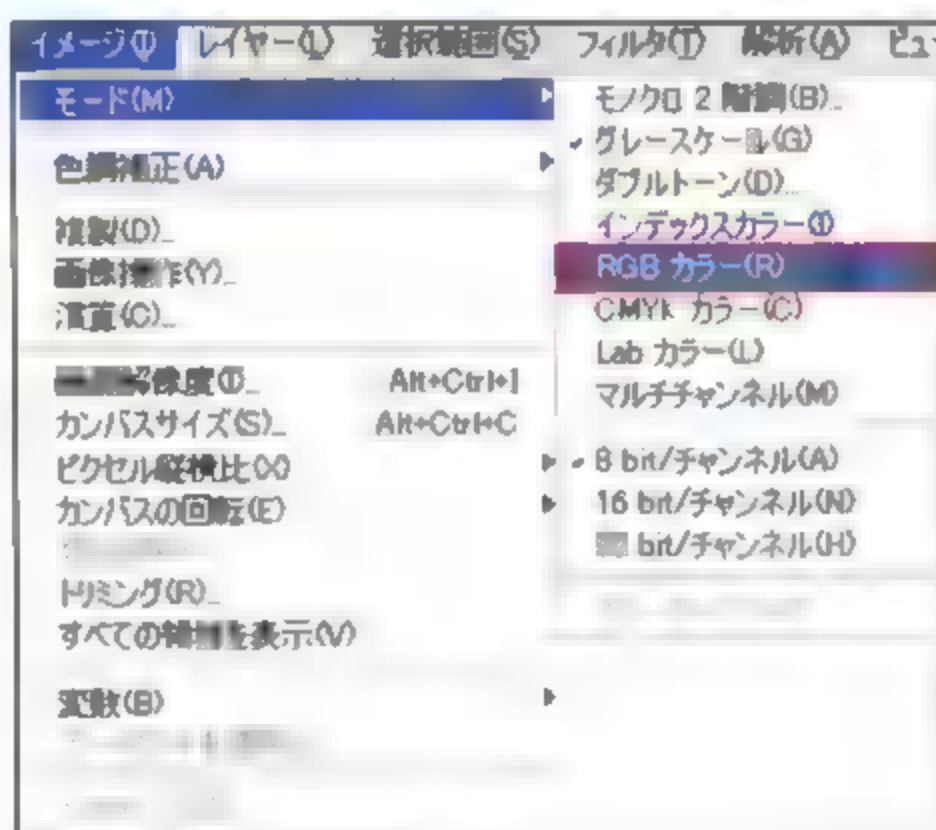 イメージ(I) レイヤー(L) 選択範囲(S) フィルタ(T) 解析(A) ビュ
モード(M)
色調補正(A)
複製(D)...
画像操作(Y)...
演算(C)...
解像度(I)... Alt+Ctrl+I
カンバスサイズ(S)... Alt+Ctrl+C
ピクセル縦横比(X)
カンバスの回転(E)
トリミング(R)...
すべての領域を表示(V)
変数(B)
モノクロ 2 階調(B)...
グレースケール(G)
ダブルトーン(D)...
インデックスカラー(I)
RGB カラー(R)
CMYK カラー(C)
Lab カラー(L)
マルチチャンネル(M)
8 bit/チャンネル(A)
16 bit/チャンネル(N)
bit/チャンネル(H)